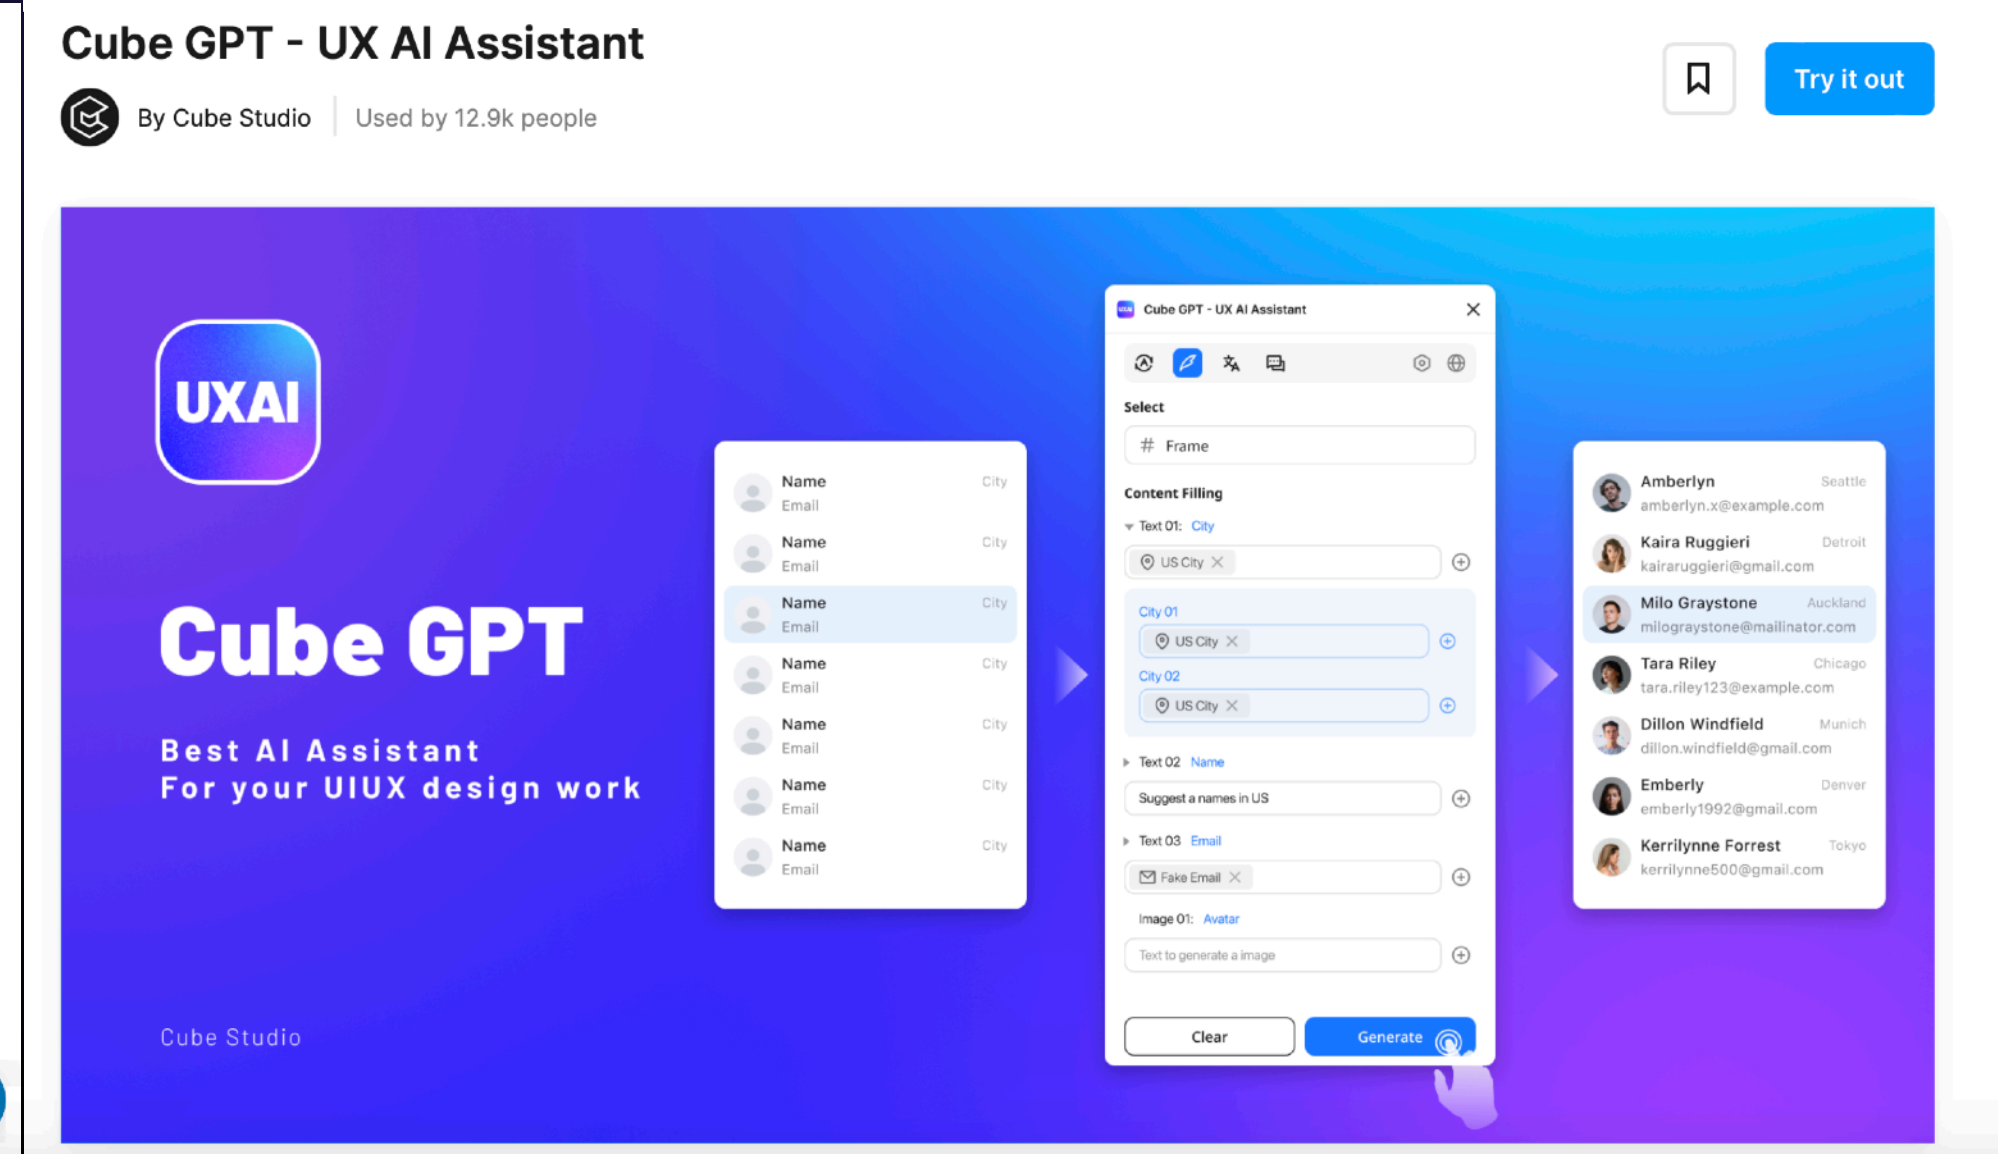 Cube GPT - UX AI Assistant
By Cube Studio
Used by 12.9k people
Try it out
UXAI
Cube GPT
Best AI Assistant
For your UIUX design work
Cube Studio
Name City
Email
Name City
Email
Name City
Email
Name City
Email
Name City
Email
Name City
Email
Name City
Email
UXAI Cube GPT - UX AI Assistant
Select
# Frame
Content Filling
Text 01: City
US City
City 01
US City
City 02
US City
Text 02 Name
Suggest a names in US
Text 03 Email
Fake Email
Image 01: Avatar
Text to generate a image
Clear
Generate
Amberlyn Seattle
amberlyn.x@example.com
Kaira Ruggieri Detroit
kairaruggieri@gmail.com
Milo Graystone Auckland
milograystone@mailinator.com
Tara Riley Chicago
tara.riley123@example.com
Dillon Windfield Munich
dillon.windfield@gmail.com
Emberly Denver
emberly1992@gmail.com
Kerrilynne Forrest Tokyo
kerrilynne500@gmail.com